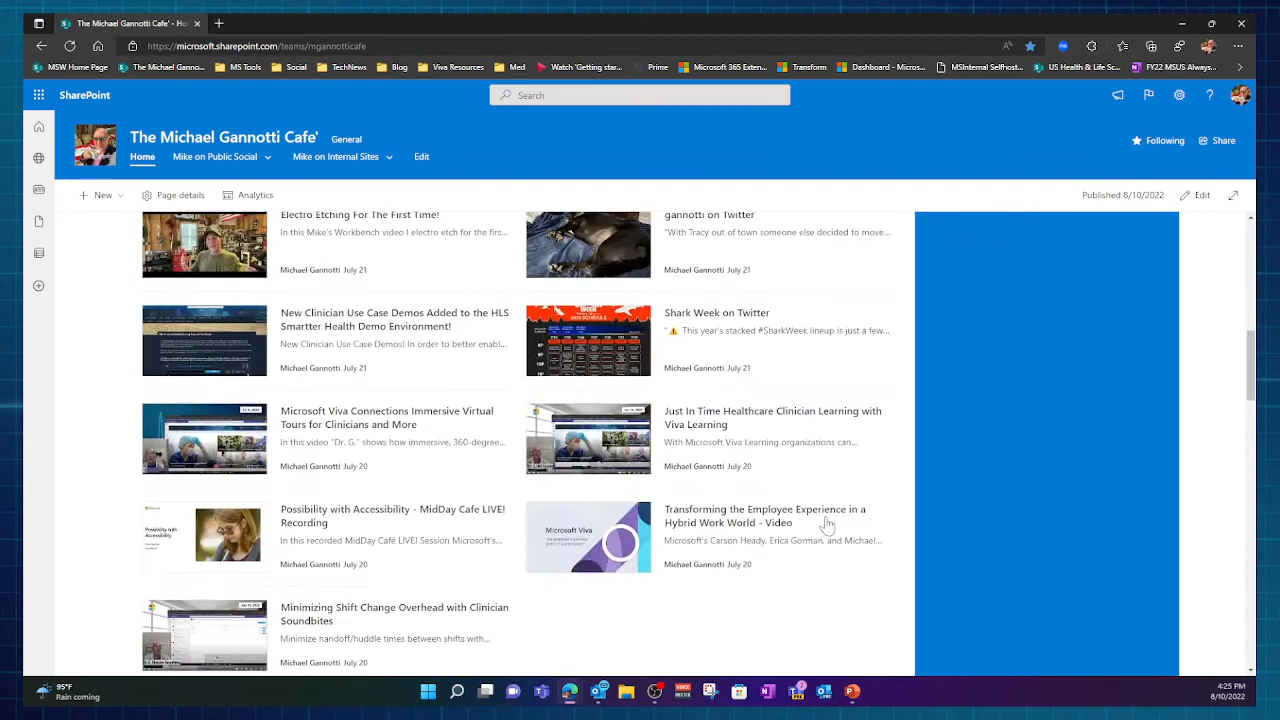 The Michael Gannotti Cafe' - Ho
https://microsoft.sharepoint.com/teams/mgannotticafe
MSW Home Page
The Michael Ganno...
MS Tools
Social
TechNews
Blog
Viva Resources
Med
Watch 'Getting star...
Prime
Microsoft 365 Exten...
Transform
Dashboard - Micros...
US Health & Life Sc...
FY22 MSUS Always...
SharePoint
Search
The Michael Gannotti Cafe'
General
Following
Share
Home
Mike on Public Social
Mike on Internal Sites
Edit
New
Page details
Analytics
Published 8/10/2022
Edit
Electro Etching For The First Time!
In this Mike's Workbench video I electro etch for the firs...
Michael Gannotti July 21
gannotti on Twitter
"With Tracy out of town someone else decided to move...
Michael Gannotti July 21
New Clinician Use Case Demos Added to the HLS
Smartter Health Demo Environments
New Clinician Use Case Demos! In order to better enabl...
Michael Gannotti July 21
Shark Week on Twitter
"⚠️ This year's stacked #SharkWeek lineup is just a few...
Michael Gannotti July 21
Microsoft Viva Connections Immersive Virtual
Tours for Clinicians and More
In this video "Dr. G." shows how immersive, 360-degree...
Michael Gannotti July 20
Just In Time Healthcare Clinician Learning with
Viva Learning
With Microsoft Viva Learning organizations can...
Michael Gannotti July 20
Possibility with
Accessibility
Possibility with Accessibility - MidDay Cafe LIVE!
Recording
In this recorded MidDay Café LIVE! Session Microsoft's...
Michael Gannotti July 20
Microsoft Viva
Transforming the Employee Experience in a
Hybrid Work World - Video
Microsoft's Carson Heady, Erica Gorman, and Michael...
Michael Gannotti July 20
Minimizing Shift Change Overhead with Clinician
Soundbites
Minimize handoff/huddle times between shifts with...
Michael Gannotti July 20
95°F
Rain coming
4:25 PM
8/10/2022